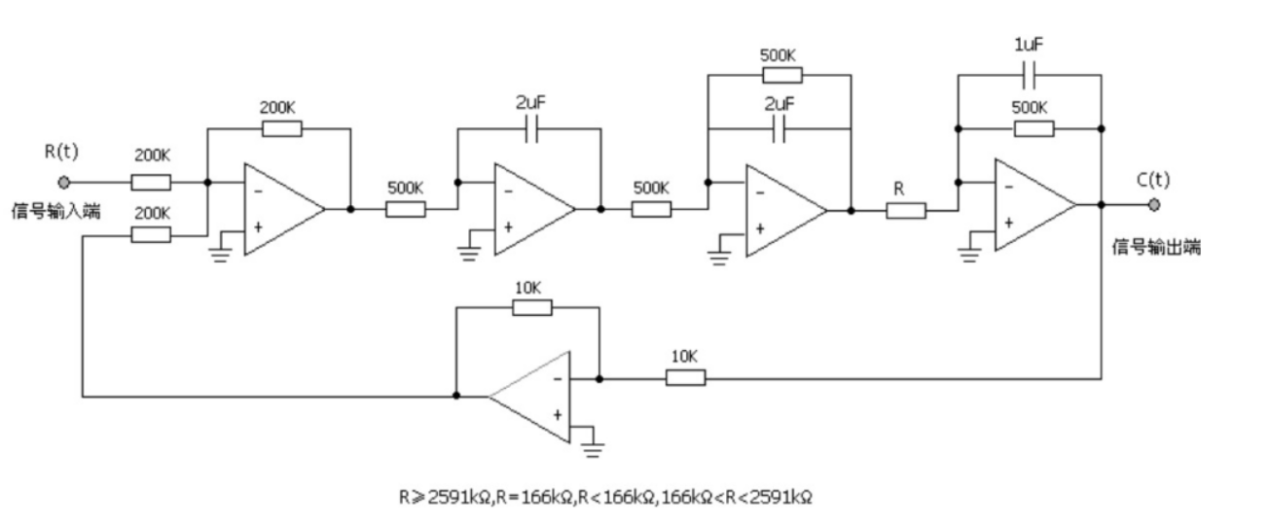 1uF
500K
2uF
200K
2uF
500K
R(t)
200K
信号输入端
200K
500K
500K
R
C(t)
信号输出端
-
+
-
+
-
+
-
+
10K
10K
-
+
R⩾2591kΩ,R=166kΩ,R<166kΩ,166kΩ<R<2591kΩ